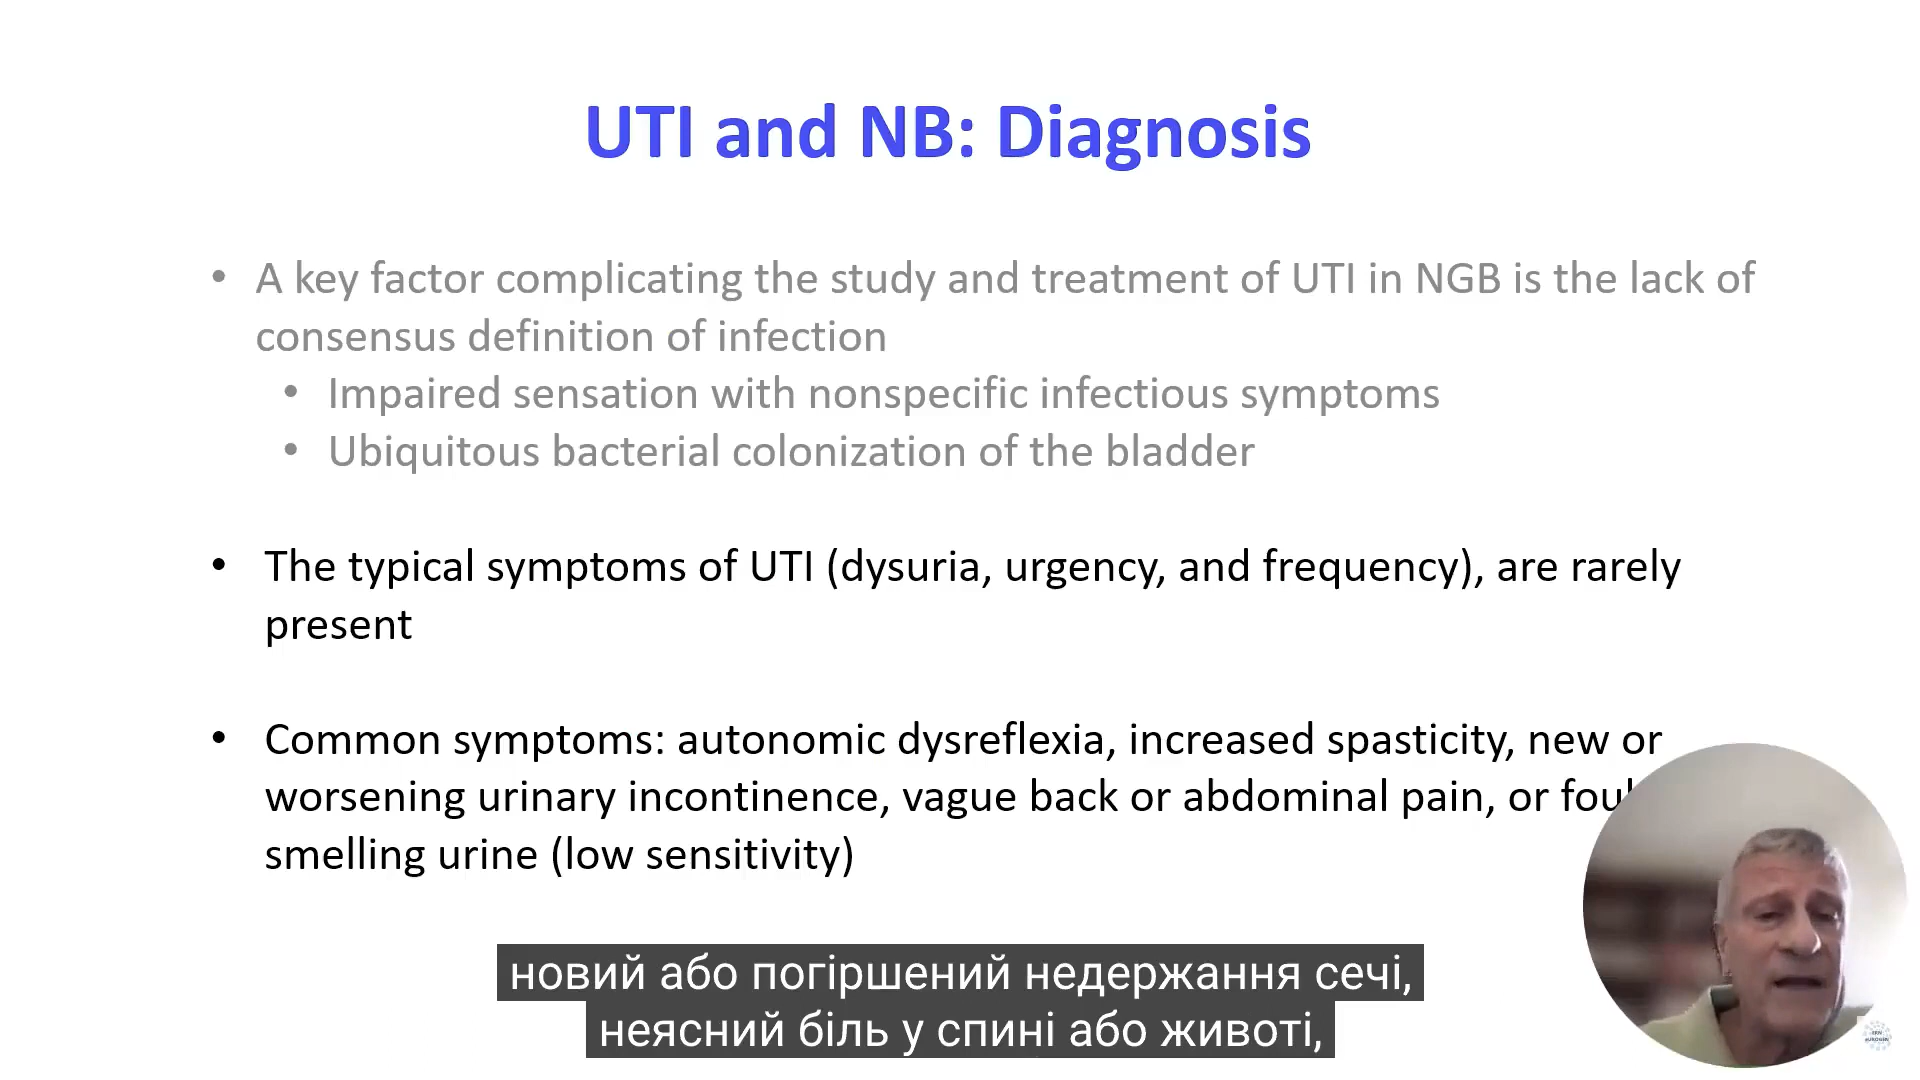 UTI and NB: Diagnosis
• A key factor complicating the study and treatment of UTI in NGB is the lack of
consensus definition of infection
• Impaired sensation with nonspecific infectious symptoms
• Ubiquitous bacterial colonization of the bladder
• The typical symptoms of UTI (dysuria, urgency, and frequency), are rarely
present
• Common symptoms: autonomic dysreflexia, increased spasticity, new or
worsening urinary incontinence, vague back or abdominal pain, or foul
smelling urine (low sensitivity)
новий або погіршений недержання сечі,
неясний біль у спині або животі,
ERN
eUROGEN